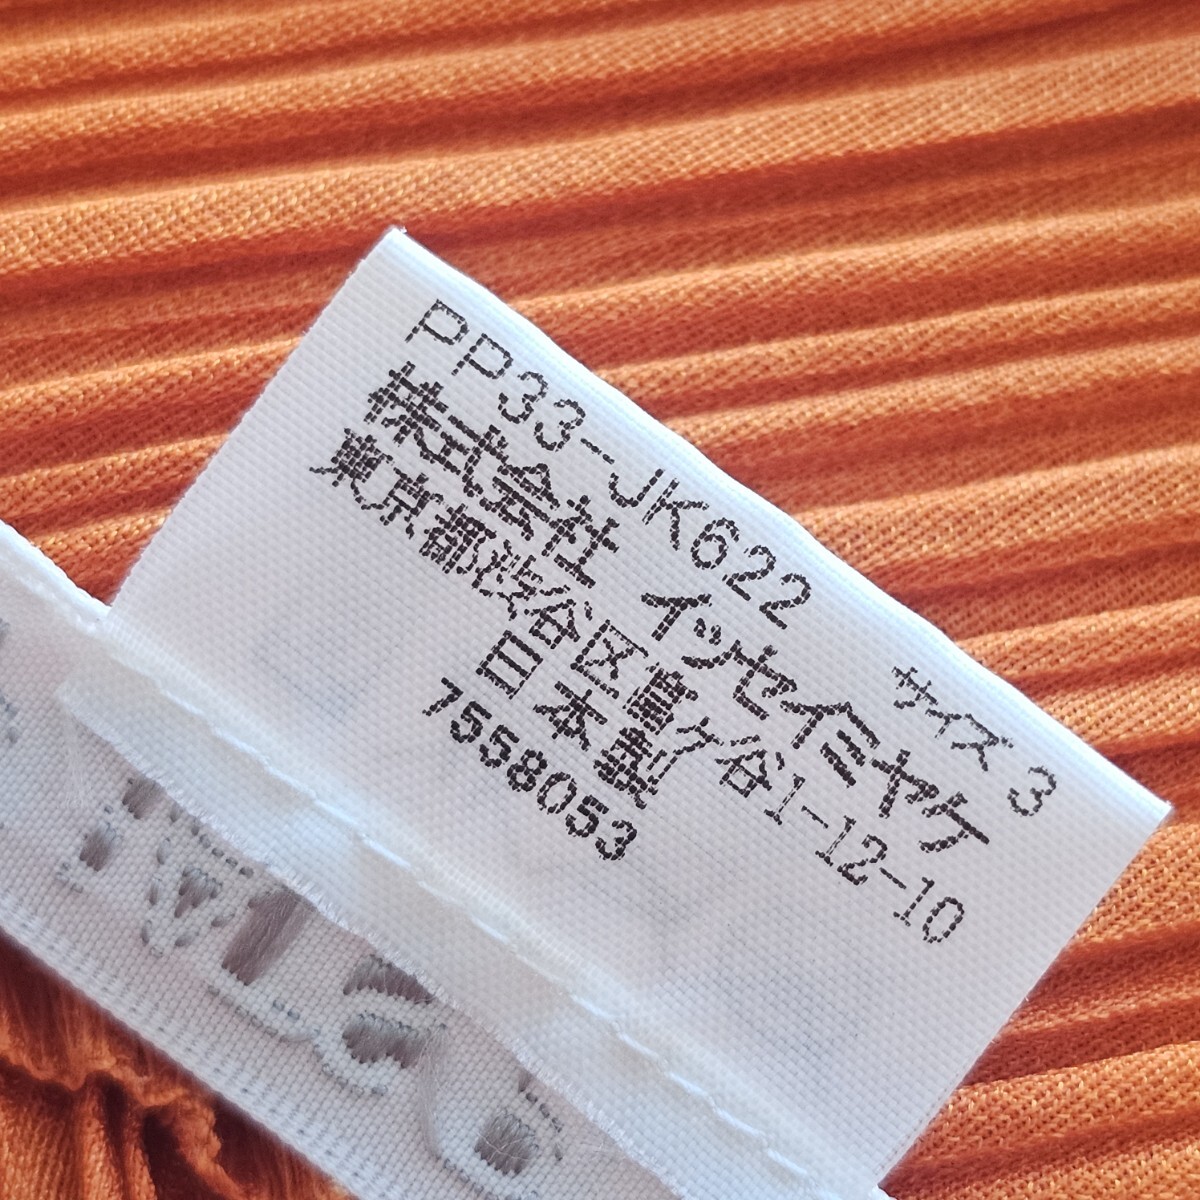 PP33-JK622 サイズ 3
株式会社 イッセイミヤケ
東京都渋谷区富ケ谷1-12-10
日本製
7558053